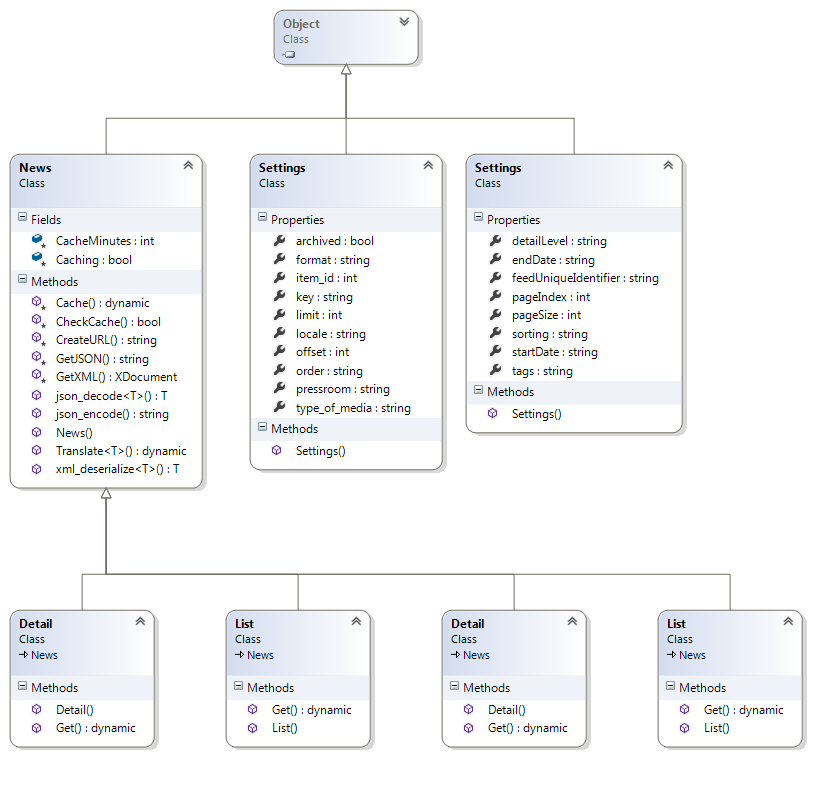 Object
Class
News
Class
Fields
CacheMinutes : int
Caching : bool
Methods
Cache() : dynamic
CheckCache() : bool
CreateURL() : string
GetJSON() : string
GetXML() : XDocument
json_decode<T>() : T
json_encode() : string
News()
Translate<T>() : dynamic
xml_deserialize<T>() : T
Settings
Class
Properties
archived : bool
format : string
item_id : int
key : string
limit : int
locale : string
offset : int
order : string
pressroom : string
type_of_media : string
Methods
Settings()
Settings
Class
Properties
detailLevel : string
endDate : string
feedUniqueIdentifier : string
pageIndex : int
pageSize : int
sorting : string
startDate : string
tags : string
Methods
Settings()
Detail
Class
News
Methods
Detail()
Get() : dynamic
List
Class
News
Methods
Get() : dynamic
List()
Detail
Class
News
Methods
Detail()
Get() : dynamic
List
Class
News
Methods
Get() : dynamic
List()